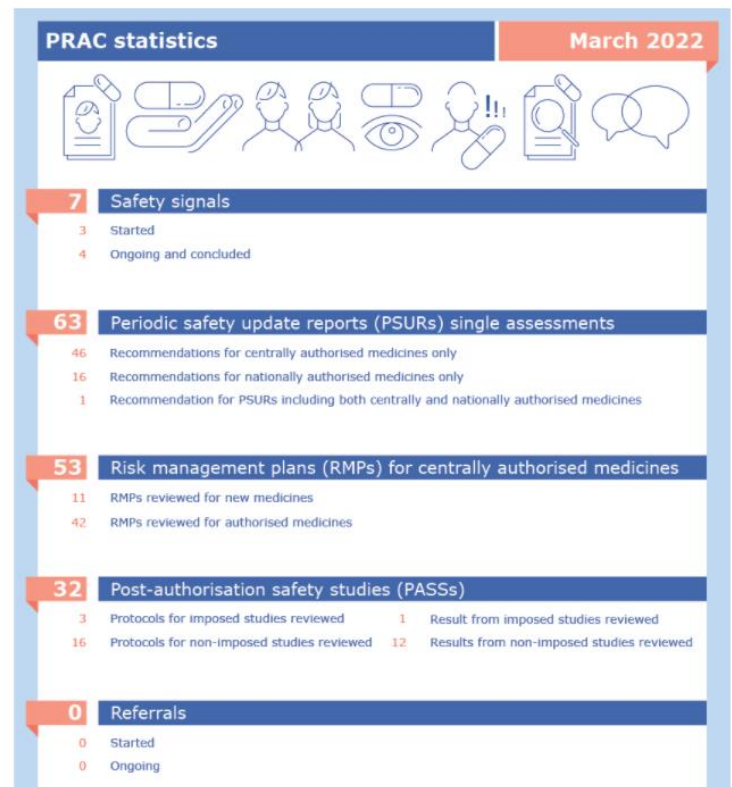 PRAC statistics March 2022
7 Safety signals
3 Started
4 Ongoing and concluded
63 Periodic safety update reports (PSURs) single assessments
46 Recommendations for centrally authorised medicines only
16 Recommendations for nationally authorised medicines only
1 Recommendation for PSURs including both centrally and nationally authorised medicines
53 Risk management plans (RMPs) for centrally authorised medicines
11 RMPs reviewed for new medicines
42 RMPs reviewed for authorised medicines
32 Post-authorisation safety studies (PASSs)
3 Protocols for imposed studies reviewed 1 Result from imposed studies reviewed
16 Protocols for non-imposed studies reviewed 12 Results from non-imposed studies reviewed
0 Referrals
0 Started
0 Ongoing